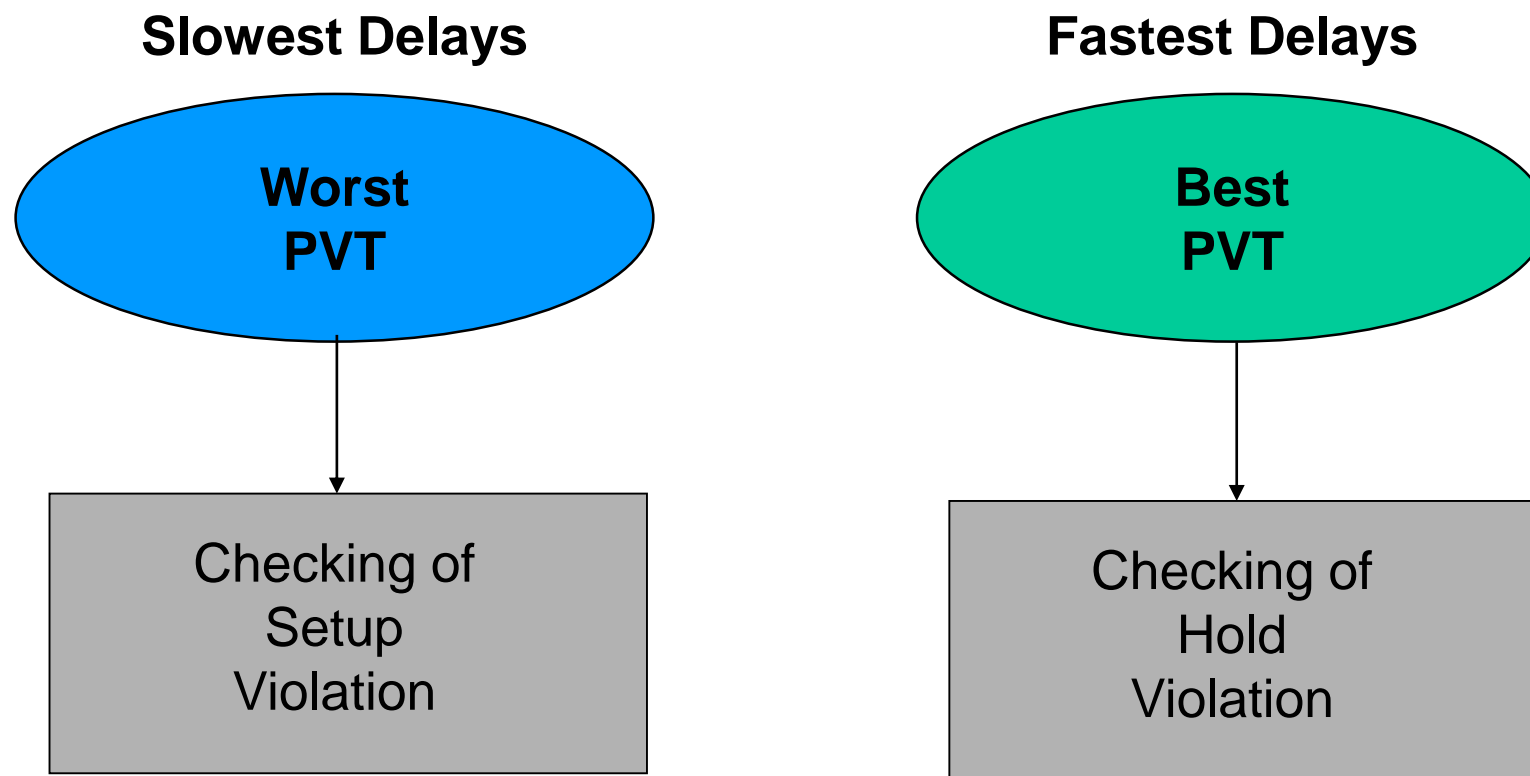 Slowest Delays
Worst
PVT
Checking of
Setup
Violation
Fastest Delays
Best
PVT
Checking of
Hold
Violation